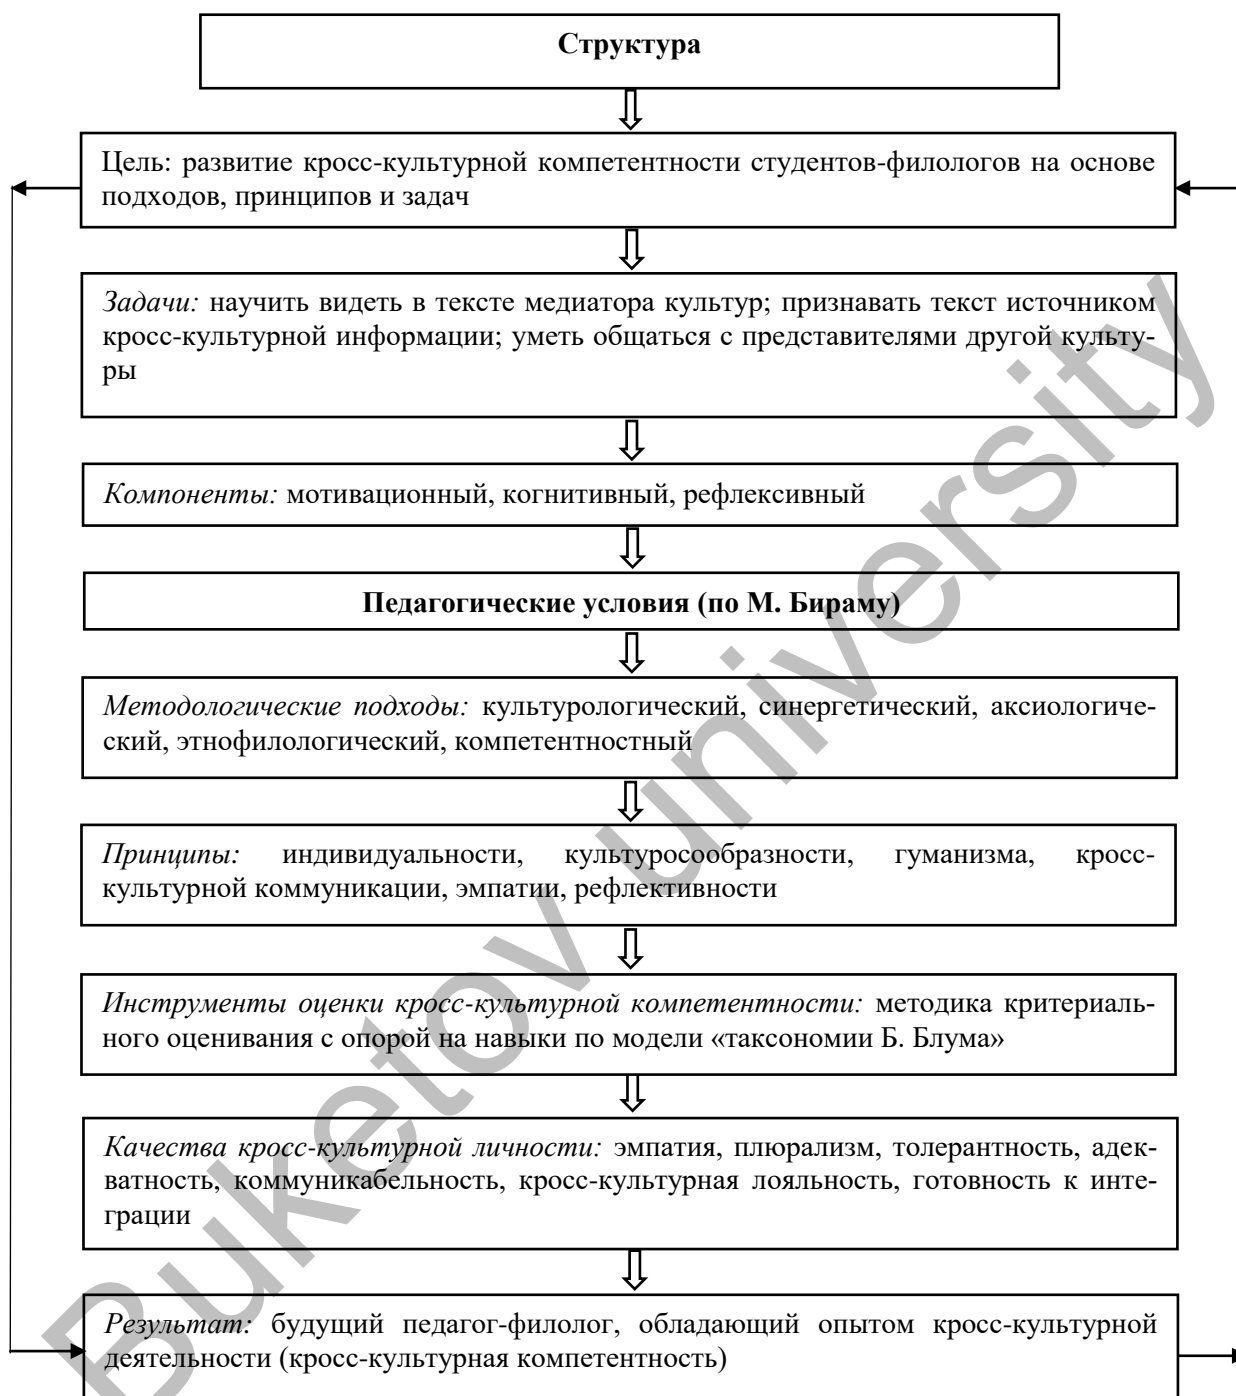 Структура
Цель: развитие кросс-культурной компетентности студентов-филологов на основе
подходов, принципов и задач
Задачи: научить видеть в тексте медиатора культур; признавать текст источником
кросс-культурной информации; уметь общаться с представителями другой культу-
ры
Компоненты: мотивационный, когнитивный, рефлексивный
Педагогические условия (по М. Бираму)
Методологические подходы: культурологический, синергетический, аксиологиче-
ский, этнофилологический, компетентностный
Принципы: индивидуальности, культуросообразности, гуманизма, кросс-
культурной коммуникации, эмпатии, рефлективности
Инструменты оценки кросс-культурной компетентности: методика критериаль-
ного оценивания с опорой на навыки по модели «таксономии Б. Блума»
Качества кросс-культурной личности: эмпатия, плюрализм, толерантность, адек-
ватность, коммуникабельность, кросс-культурная лояльность, готовность к инте-
грации
Результат: будущий педагог-филолог, обладающий опытом кросс-культурной
деятельности (кросс-культурная компетентность)
Buketov university